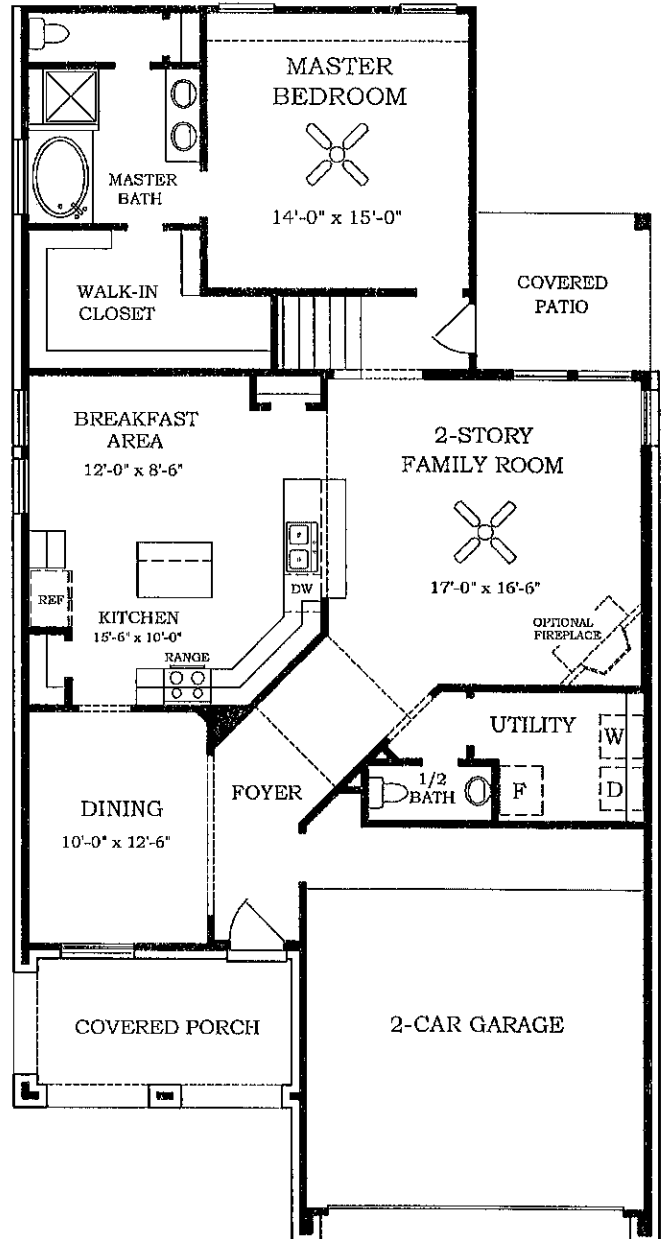 MASTER
BEDROOM
14'-0" x 15'-0"
MASTER
BATH
WALK-IN
CLOSET
COVERED
PATIO
BREAKFAST
AREA
12'-0" x 8'-6"
2-STORY
FAMILY ROOM
17'-0" x 16'-6"
DW
REF
KITCHEN
15'-6" x 10'-0"
RANGE
OPTIONAL
FIREPLACE
UTILITY
W
D
F
1/2
BATH
FOYER
DINING
10'-0" x 12'-6"
COVERED PORCH
2-CAR GARAGE